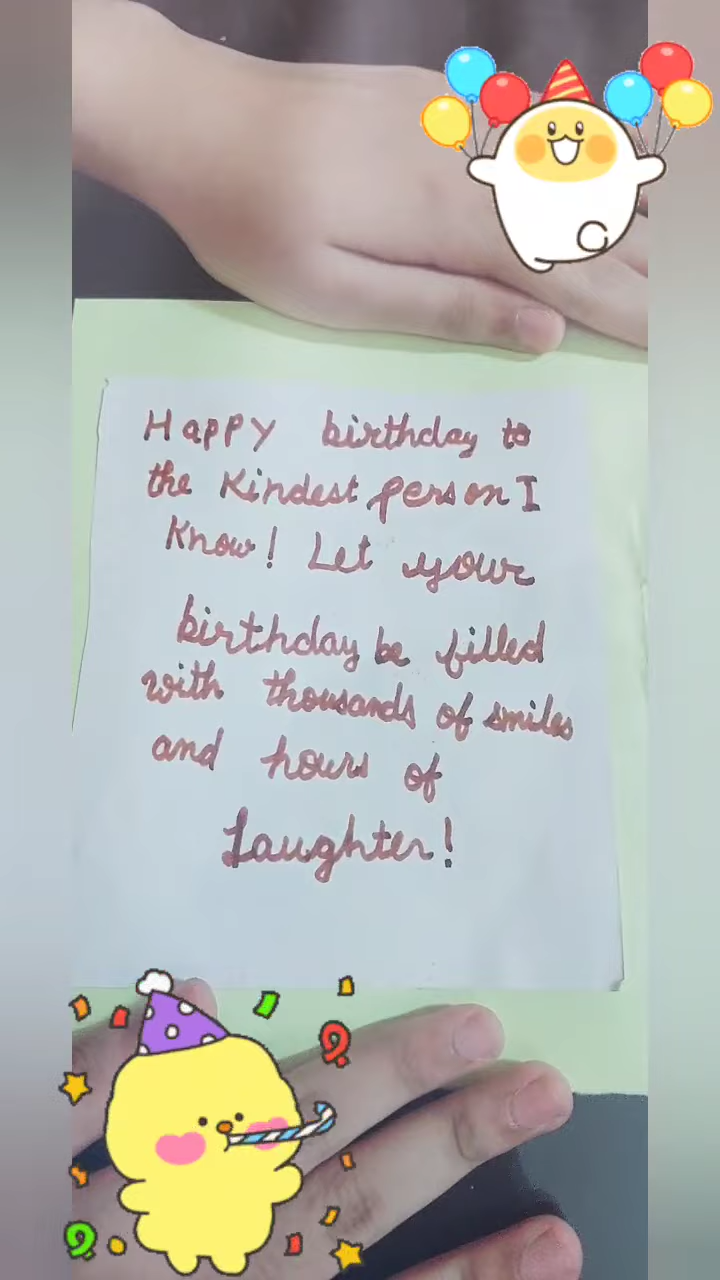 Happy birthday to
the Kindest person I
Know! Let your
birthday be filled
with thousands of smiles
and hours of
Laughter!